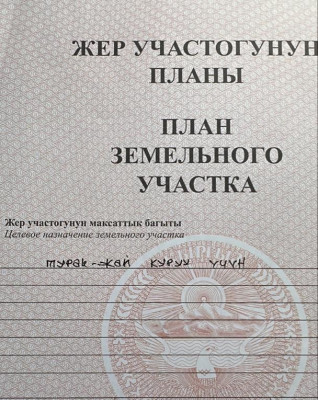 ЖЕР УЧАСТОГУНУН
ПЛАНЫ
ПЛАН
ЗЕМЕЛЬНОГО
УЧАСТКА
Жер участогунун максаттык багыты
Целевое назначение земельного участка
турак-жай куруу үчүн